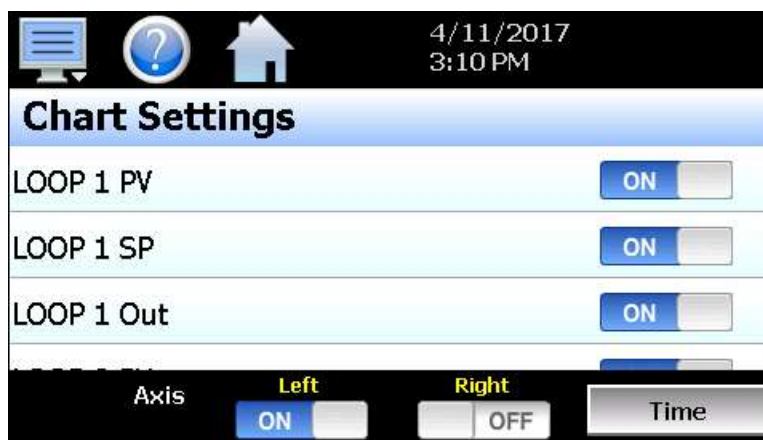 ?
4/11/2017
3:10 PM
Chart Settings
LOOP 1 PV
ON
LOOP 1 SP
ON
LOOP 1 Out
ON
Axis
Left
ON
Right
OFF
Time